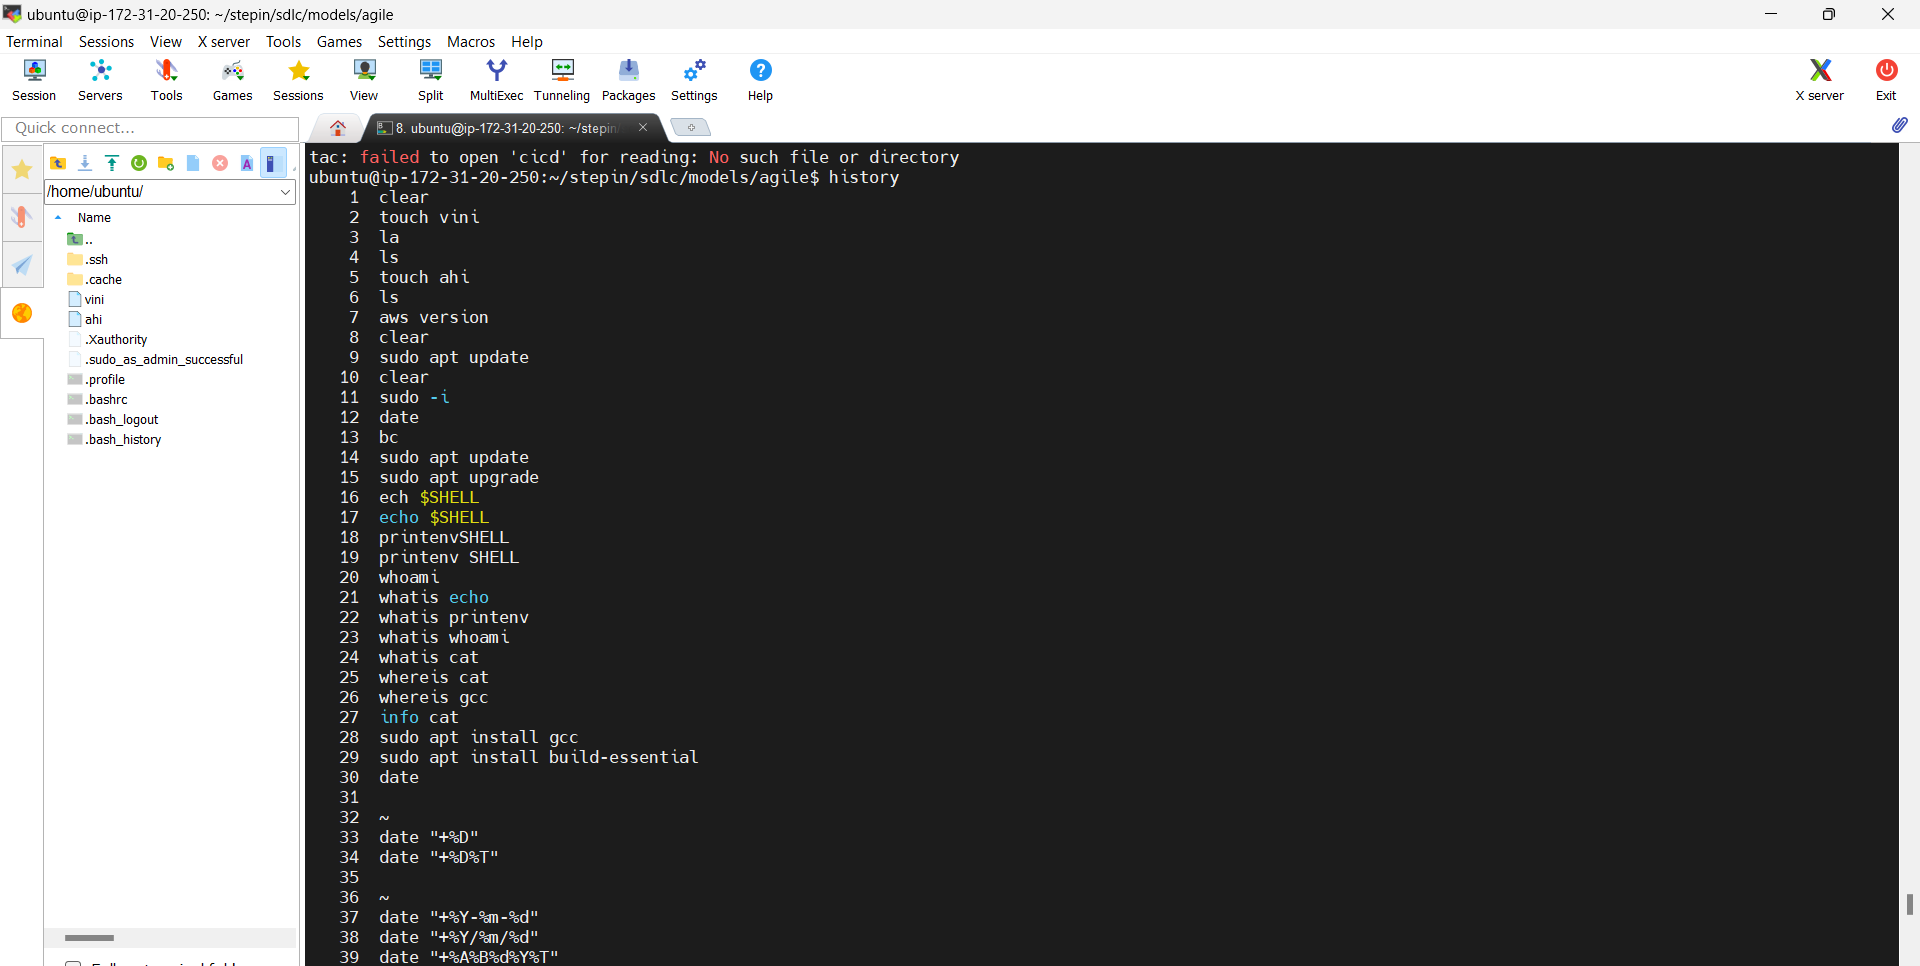 ubuntu@ip-172-31-20-250: ~/stepin/sdlc/models/agile
Terminal Sessions View X server Tools Games Settings Macros Help
Session Servers Tools Games Sessions View Split MultiExec Tunneling Packages Settings Help X server Exit
Quick connect...
8. ubuntu@ip-172-31-20-250: ~/stepin
/home/ubuntu/
Name
..
.ssh
.cache
vini
ahi
.Xauthority
.sudo_as_admin_successful
.profile
.bashrc
.bash_logout
.bash_history
tac: failed to open 'cicd' for reading: No such file or directory
ubuntu@ip-172-31-20-250:~/stepin/sdlc/models/agile$ history
1 clear
2 touch vini
3 la
4 ls
5 touch ahi
6 ls
7 aws version
8 clear
9 sudo apt update
10 clear
11 sudo -i
12 date
13 bc
14 sudo apt update
15 sudo apt upgrade
16 ech $SHELL
17 echo $SHELL
18 printenvSHELL
19 printenv SHELL
20 whoami
21 whatis echo
22 whatis printenv
23 whatis whoami
24 whatis cat
25 whereis cat
26 whereis gcc
27 info cat
28 sudo apt install gcc
29 sudo apt install build-essential
30 date
31
32 ~
33 date "+%D"
34 date "+%D%T"
35
36 ~
37 date "+%Y-%m-%d"
38 date "+%Y/%m/%d"
39 date "+%A%B%d%Y%T"